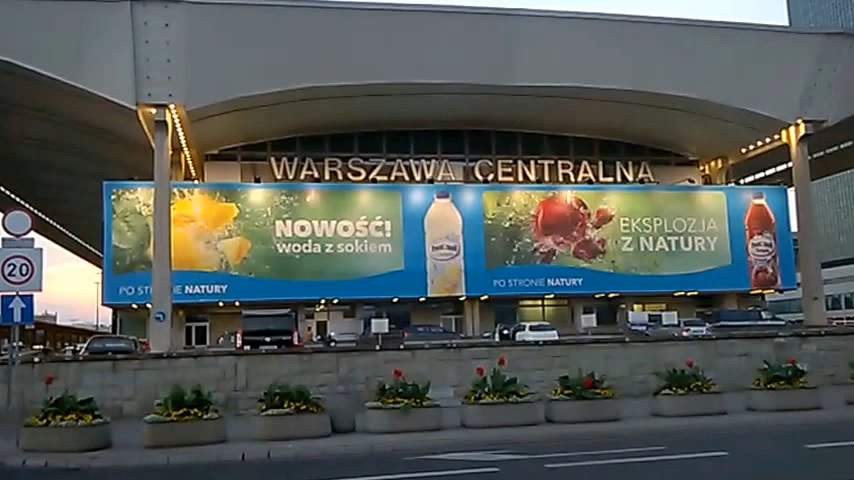 WARSZAWA CENTRALNA
NOWOŚĆ!
woda z sokiem
PO STRONIE NATURY
EKSPLOZJA
Z NATURY
PO STRONIE NATURY
20